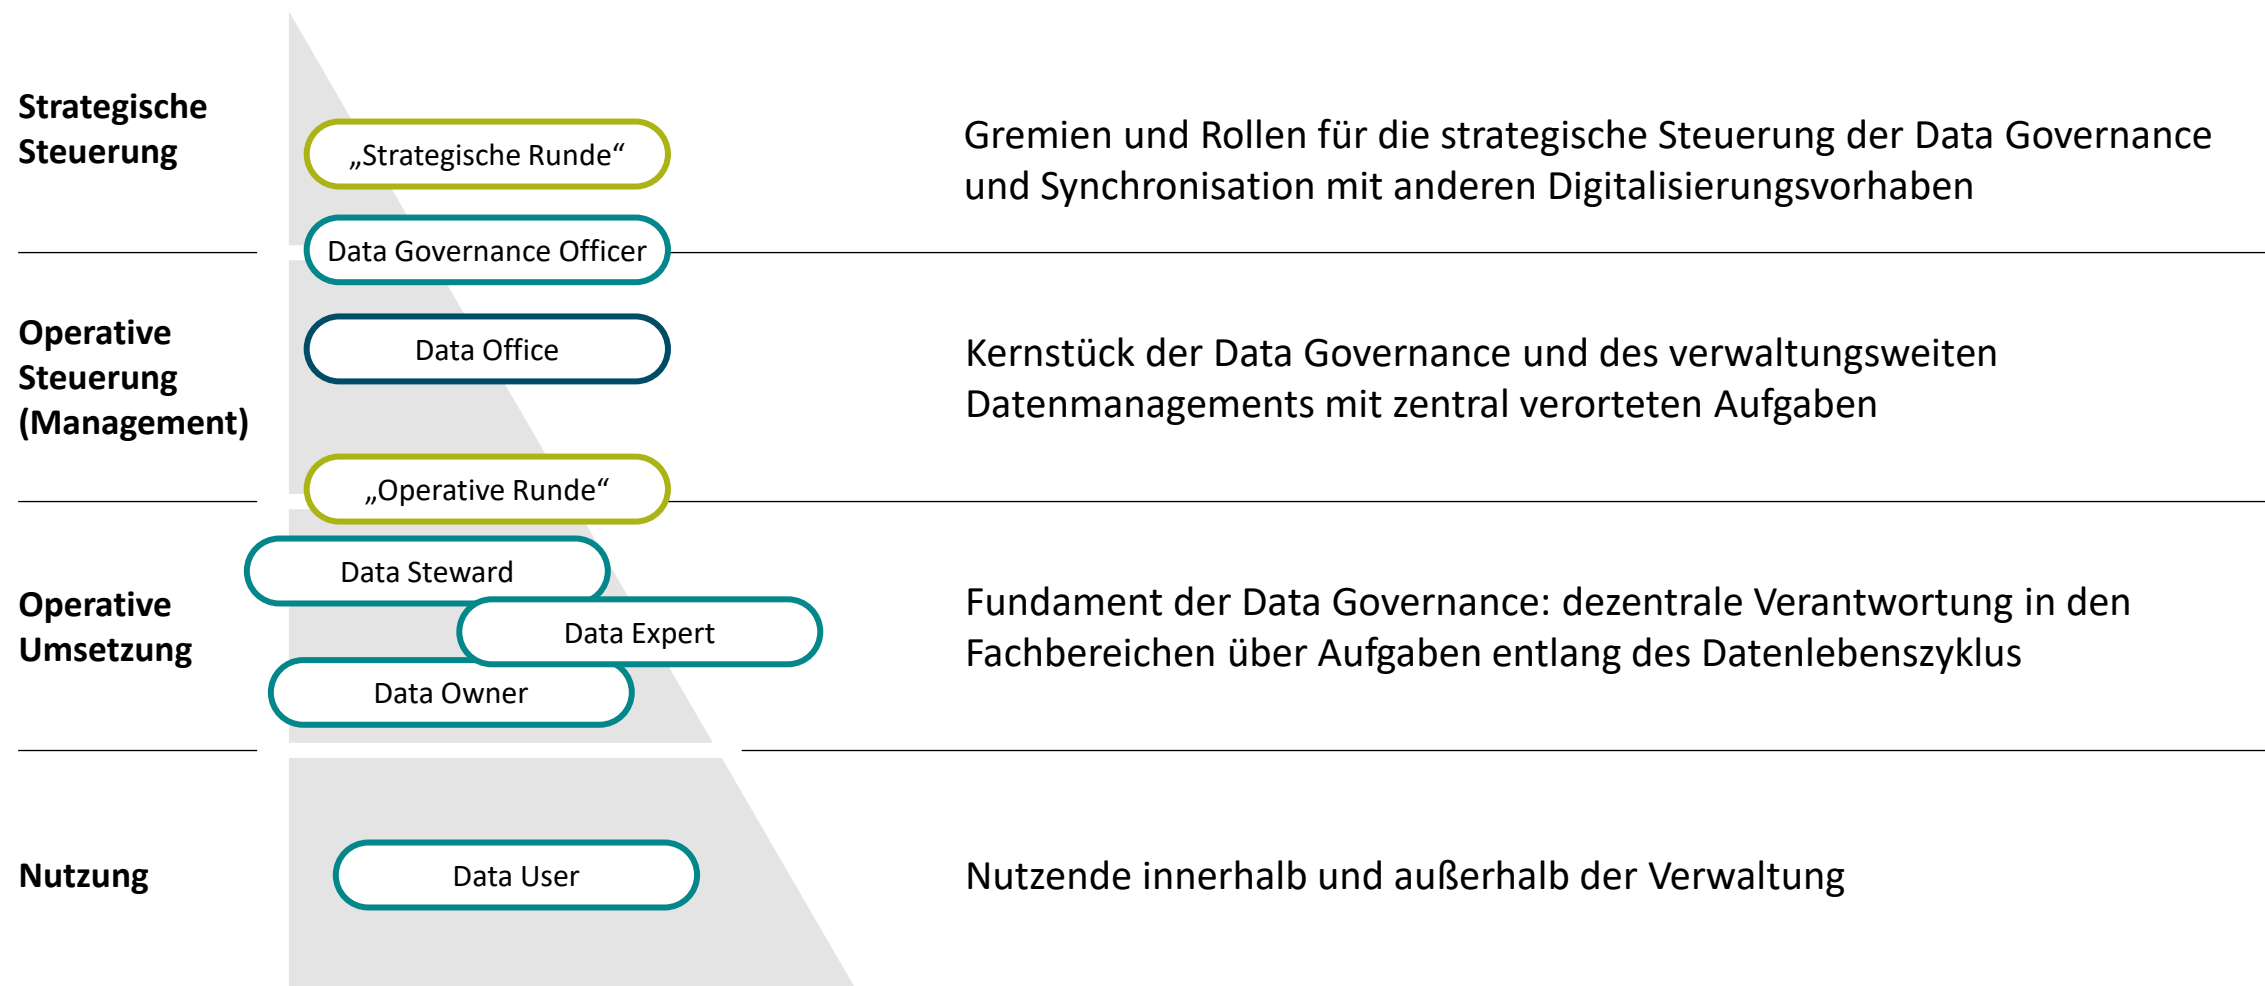 Strategische
Steuerung
„Strategische Runde“
Gremien und Rollen für die strategische Steuerung der Data Governance
und Synchronisation mit anderen Digitalisierungsvorhaben
Data Governance Officer
Operative
Steuerung
(Management)
Data Office
Kernstück der Data Governance und des verwaltungsweiten
Datenmanagements mit zentral verorteten Aufgaben
„Operative Runde“
Operative
Umsetzung
Data Steward
Data Expert
Data Owner
Fundament der Data Governance: dezentrale Verantwortung in den
Fachbereichen über Aufgaben entlang des Datenlebenszyklus
Nutzung
Data User
Nutzende innerhalb und außerhalb der Verwaltung